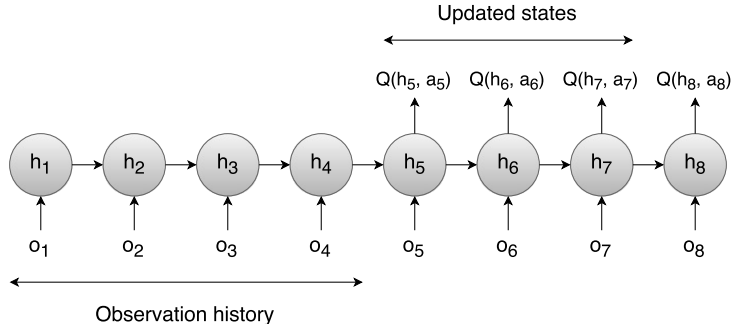 Updated states
Q(h₅, a₅) Q(h₆, a₆) Q(h₇, a₇) Q(h₈, a₈)
h₁ h₂ h₃ h₄ h₅ h₆ h₇ h₈
o₁ o₂ o₃ o₄ o₅ o₆ o₇ o₈
Observation history